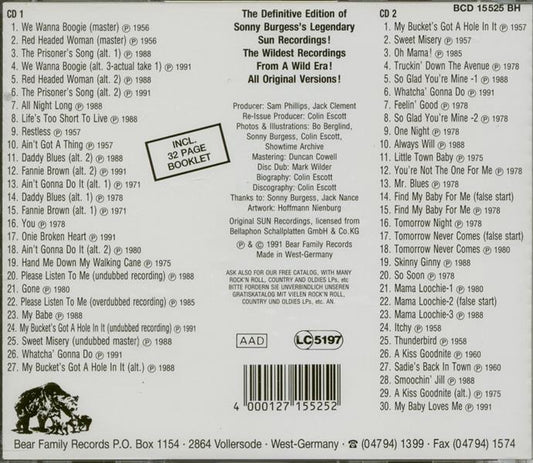 CD 1
1. We Wanna Boogie (master) ℗ 1956
2. Red Headed Woman (master) ℗ 1956
3. The Prisoner's Song (alt. 1) ℗ 1988
4. We Wanna Boogie (alt. 3-actual take 1) ℗ 1991
5. Red Headed Woman (alt. 2) ℗ 1988
6. The Prisoner's Song (alt. 2) ℗ 1988
7. All Night Long ℗ 1988
8. Life's Too Short To Live ℗ 1988
9. Restless ℗ 1957
10. Ain't Got A Thing ℗ 1957
11. Daddy Blues (alt. 2) ℗ 1988
12. Fannie Brown (alt. 2) ℗ 1991
13. Ain't Gonna Do It (alt. 1) ℗ 1971
14. Daddy Blues (alt. 1) ℗ 1978
15. Fannie Brown (alt. 1) ℗ 1971
16. You ℗ 1978
17. Onie Broken Heart ℗ 1991
18. Ain't Gonna Do It (alt. 2) ℗ 1980
19. Hand Me Down My Walking Cane ℗ 1975
20. Please Listen To Me (undubbed recording) ℗ 1988
21. Gone ℗ 1980
22. Please Listen To Me (overdubbed recording) ℗ 1985
23. My Babe ℗ 1988
24. My Bucket's Got A Hole In It (undubbed recording) ℗ 1991
25. Sweet Misery (undubbed master) ℗ 1988
26. Whatcha' Gonna Do ℗ 1991
27. My Bucket's Got A Hole In It (alt.) ℗ 1988
The Definitive Edition of
Sonny Burgess's Legendary
Sun Recordings!
The Wildest Recordings
From A Wild Era!
All Original Versions!
Producer: Sam Phillips, Jack Clement
Re-Issue Producer: Colin Escott
Photos & Illustrations: Bo Berglind,
Sonny Burgess, Colin Escott,
Showtime Archive
Mastering: Duncan Cowell
Disc Dub: Mark Wilder
Biography: Colin Escott
Discography: Colin Escott
Thanks to: Sonny Burgess, Jack Nance
Artwork: Hoffmann Nienburg
Original SUN Recordings, licensed from
Bellaphon Schallplatten GmbH & Co.KG
℗ & © 1991 Bear Family Records
Made in West-Germany
ASK ALSO FOR OUR FREE CATALOG, WITH MANY
ROCK'N ROLL, COUNTRY AND OLDIES LPs, etc
BITTE FORDERN SIE UNVERBINDLICH UNSEREN
GRATISKATALOG MIT VIELEN ROCK'N ROLL,
COUNTRY UND OLDIES LPs, etc. AN.
INCL.
32 PAGE
BOOKLET
AAD
LC 5197
4 000127 155252
BCD 15525 BH
CD 2
1. My Bucket's Got A Hole In It ℗ 1957
2. Sweet Misery ℗ 1957
3. Oh Mama! ℗ 1985
4. Truckin' Down The Avenue ℗ 1978
5. So Glad You're Mine -1 ℗ 1988
6. Whatcha' Gonna Do ℗ 1991
7. Feelin' Good ℗ 1978
8. So Glad You're Mine -2 ℗ 1978
9. One Night ℗ 1978
10. Always Will ℗ 1988
11. Little Town Baby ℗ 1975
12. You're Not The One For Me ℗ 1978
13. Mr. Blues ℗ 1978
14. Find My Baby For Me (false start)
15. Find My Baby For Me ℗ 1978
16. Tomorrow Night ℗ 1978
17. Tomorrow Never Comes (false start)
18. Tomorrow Never Comes ℗ 1980
19. Skinny Ginny ℗ 1988
20. So Soon ℗ 1978
21. Mama Loochie-1 ℗ 1980
22. Mama Loochie-2 (false start)
23. Mama Loochie-3 ℗ 1988
24. Itchy ℗ 1958
25. Thunderbird ℗ 1958
26. A Kiss Goodnite ℗ 1960
27. Sadie's Back In Town ℗ 1960
28. Smoochin' Jill ℗ 1988
29. A Kiss Goodnite (alt.) ℗ 1975
30. My Baby Loves Me ℗ 1991
Bear Family Records P.O. Box 1154 · 2864 Vollersode · West-Germany · ☎ (0 47 94) 1399 · Fax (0 47 94) 1574